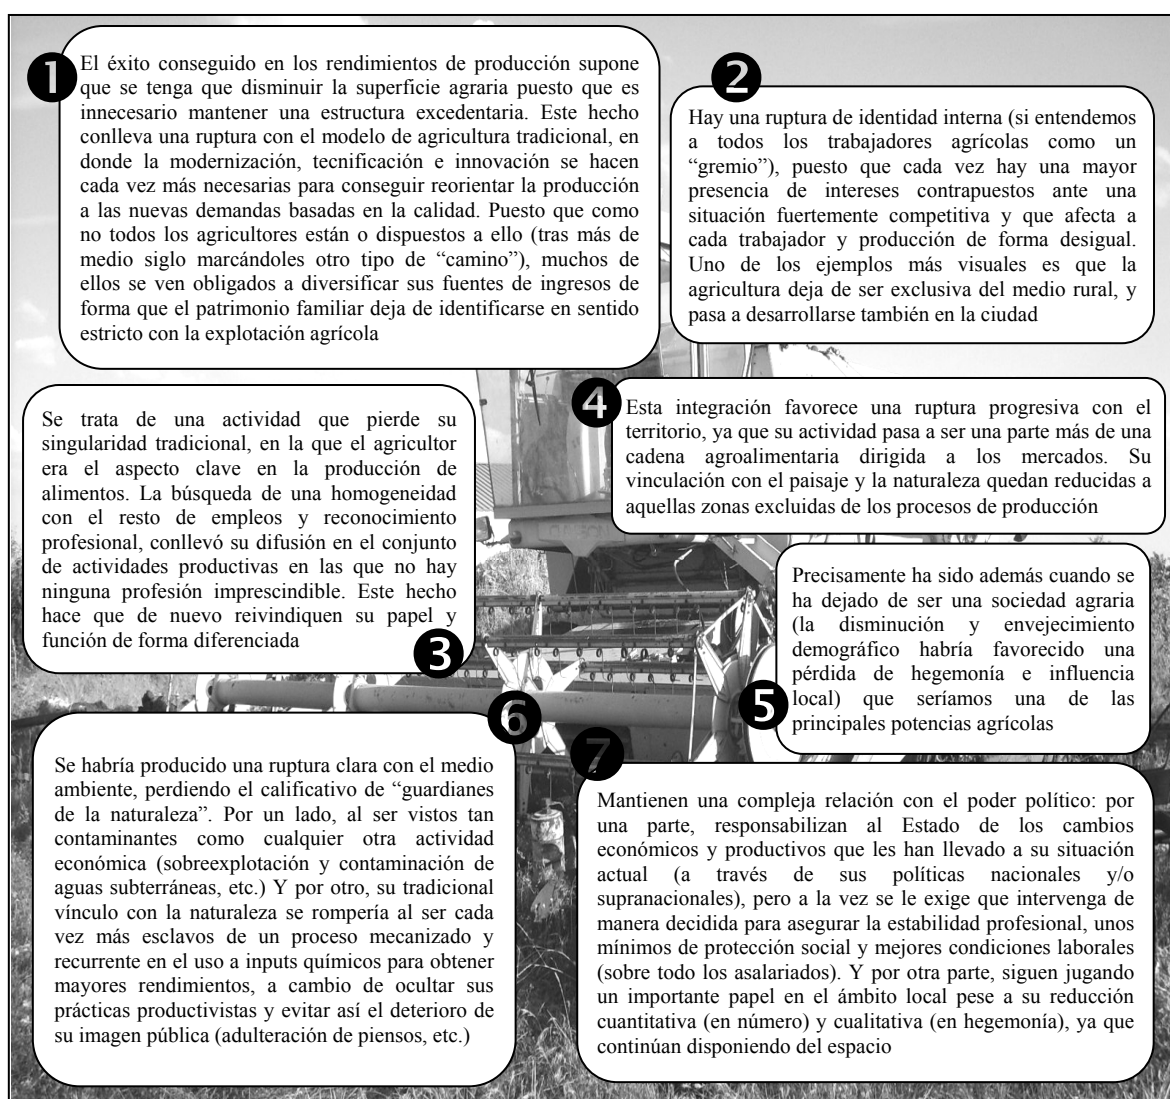 1
El éxito conseguido en los rendimientos de producción supone
que se tenga que disminuir la superficie agraria puesto que es
innecesario mantener una estructura excedentaria. Este hecho
conlleva una ruptura con el modelo de agricultura tradicional, en
donde la modernización, tecnificación e innovación se hacen
cada vez más necesarias para conseguir reorientar la producción
a las nuevas demandas basadas en la calidad. Puesto que como
no todos los agricultores están o dispuestos a ello (tras más de
medio siglo marcándoles otro tipo de “camino”), muchos de
ellos se ven obligados a diversificar sus fuentes de ingresos de
forma que el patrimonio familiar deja de identificarse en sentido
estricto con la explotación agrícola
2
Hay una ruptura de identidad interna (si entendemos
a todos los trabajadores agrícolas como un
“gremio”), puesto que cada vez hay una mayor
presencia de intereses contrapuestos ante una
situación fuertemente competitiva y que afecta a
cada trabajador y producción de forma desigual.
Uno de los ejemplos más visuales es que la
agricultura deja de ser exclusiva del medio rural, y
pasa a desarrollarse también en la ciudad
Se trata de una actividad que pierde su
singularidad tradicional, en la que el agricultor
era el aspecto clave en la producción de
alimentos. La búsqueda de una homogeneidad
con el resto de empleos y reconocimiento
profesional, conllevó su difusión en el conjunto
de actividades productivas en las que no hay
ninguna profesión imprescindible. Este hecho
hace que de nuevo reivindiquen su papel y
función de forma diferenciada
3
4
Esta integración favorece una ruptura progresiva con el
territorio, ya que su actividad pasa a ser una parte más de una
cadena agroalimentaria dirigida a los mercados. Su
vinculación con el paisaje y la naturaleza quedan reducidas a
aquellas zonas excluidas de los procesos de producción
Precisamente ha sido además cuando se
ha dejado de ser una sociedad agraria
(la disminución y envejecimiento
demográfico habría favorecido una
pérdida de hegemonía e influencia
local) que seríamos una de las
principales potencias agrícolas
5
6
Se habría producido una ruptura clara con el medio
ambiente, perdiendo el calificativo de “guardianes
de la naturaleza”. Por un lado, al ser vistos tan
contaminantes como cualquier otra actividad
económica (sobreexplotación y contaminación de
aguas subterráneas, etc.) Y por otro, su tradicional
vínculo con la naturaleza se rompería al ser cada
vez más esclavos de un proceso mecanizado y
recurrente en el uso a inputs químicos para obtener
mayores rendimientos, a cambio de ocultar sus
prácticas productivistas y evitar así el deterioro de
su imagen pública (adulteración de piensos, etc.)
7
Mantienen una compleja relación con el poder político: por
una parte, responsabilizan al Estado de los cambios
económicos y productivos que les han llevado a su situación
actual (a través de sus políticas nacionales y/o
supranacionales), pero a la vez se le exige que intervenga de
manera decidida para asegurar la estabilidad profesional, unos
mínimos de protección social y mejores condiciones laborales
(sobre todo los asalariados). Y por otra parte, siguen jugando
un importante papel en el ámbito local pese a su reducción
cuantitativa (en número) y cualitativa (en hegemonía), ya que
continúan disponiendo del espacio